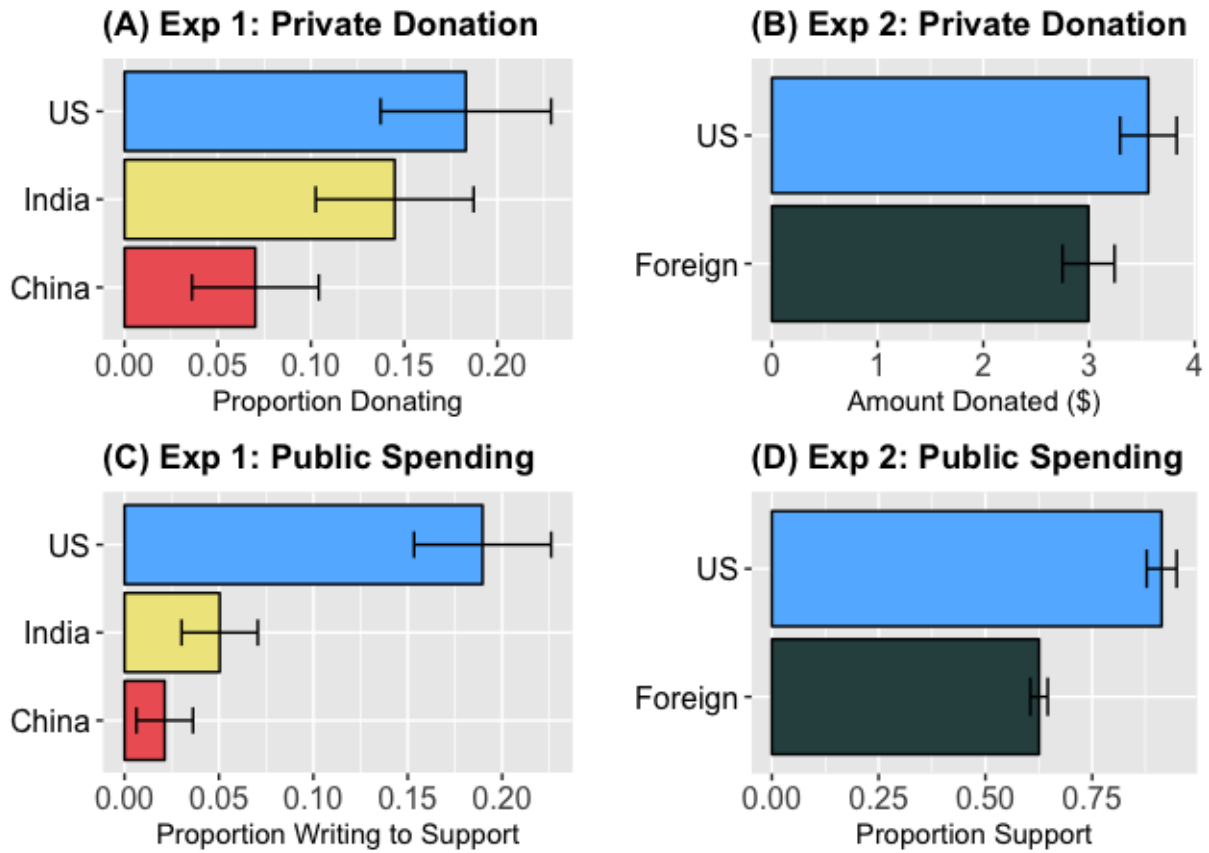 (A) Exp 1: Private Donation
US
India
China
0.00 0.05 0.10 0.15 0.20
Proportion Donating
(B) Exp 2: Private Donation
US
Foreign
0 1 2 3 4
Amount Donated ($)
(C) Exp 1: Public Spending
US
India
China
0.00 0.05 0.10 0.15 0.20
Proportion Writing to Support
(D) Exp 2: Public Spending
US
Foreign
0.00 0.25 0.50 0.75
Proportion Support